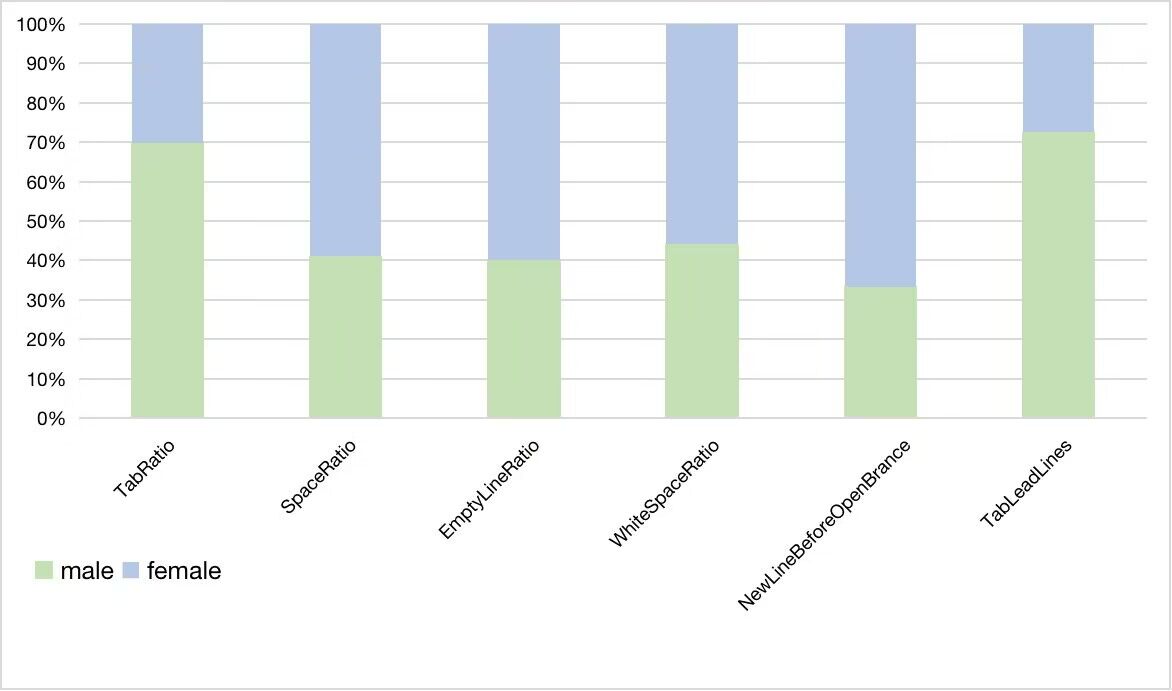 100%
90%
80%
70%
60%
50%
40%
30%
20%
10%
0%
TabRatio
SpaceRatio
EmptyLineRatio
WhiteSpaceRatio
NewLineBeforeOpenBrance
TabLeadLines
male female